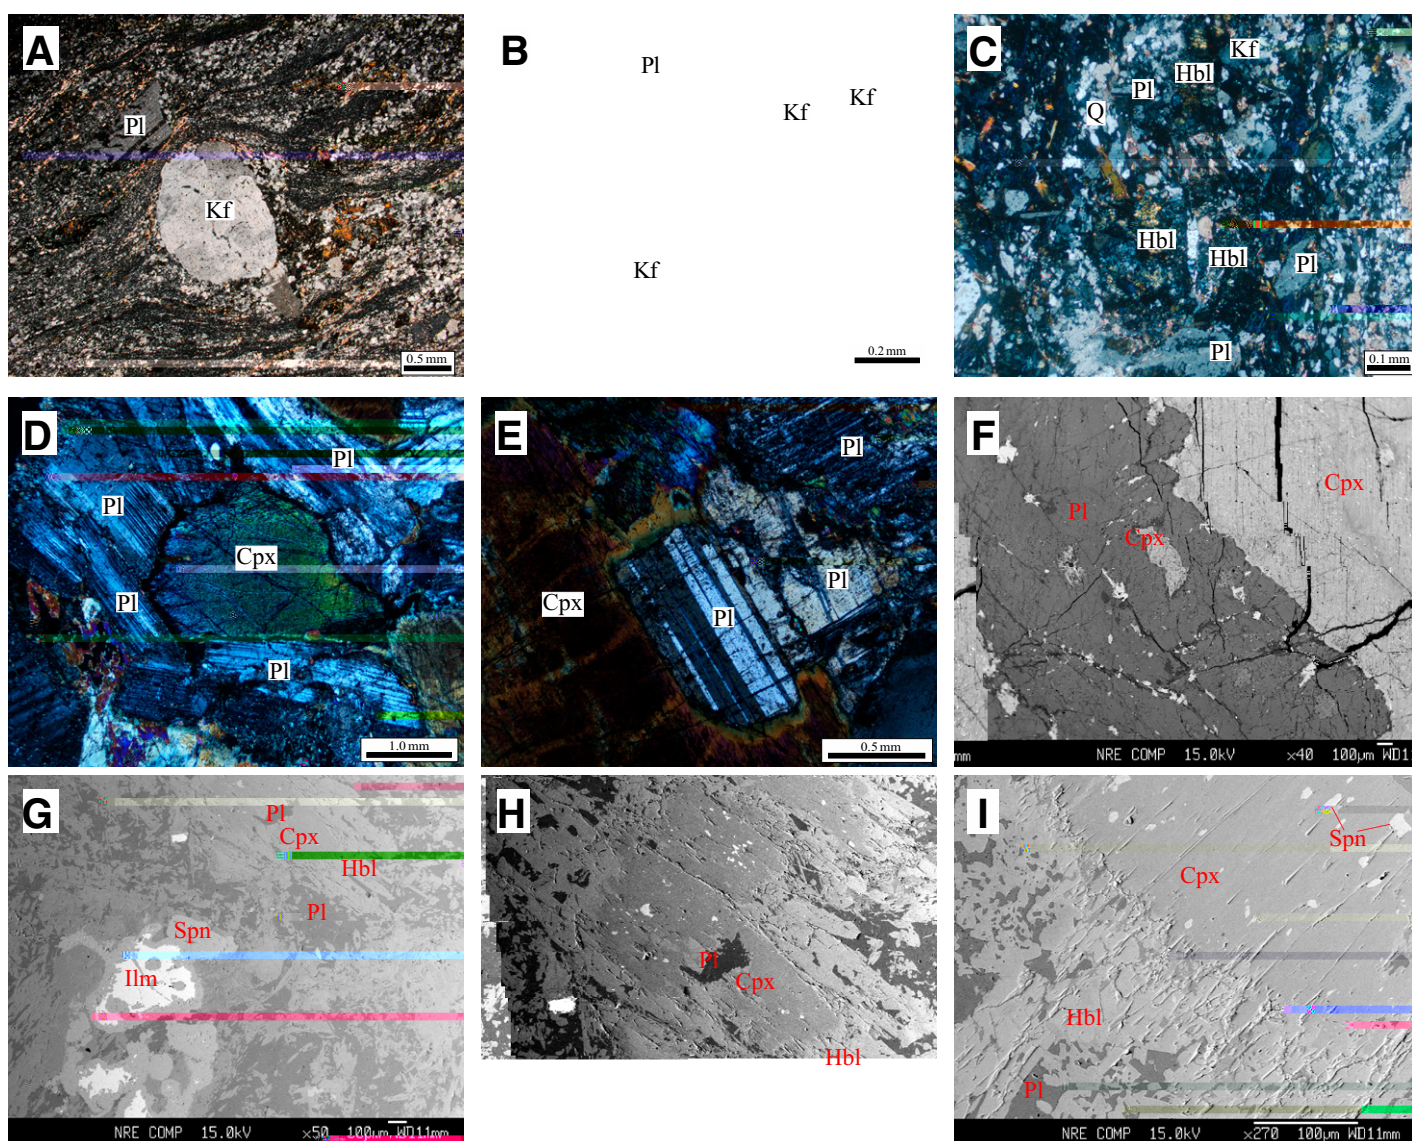 A
Pl
Kf
0.5 mm
B
Pl
Kf
Kf
Kf
0.2 mm
C
Kf
Hbl
Pl
Q
Hbl
Hbl
Pl
Pl
0.1 mm
D
Pl
Pl
Cpx
Pl
Pl
1.0 mm
E
Pl
Pl
Cpx
Pl
0.5 mm
F
Cpx
Pl
Cpx
mm NRE COMP 15.0kV ×40 100μm WD11
G
Pl
Cpx
Hbl
Pl
Spn
Ilm
NRE COMP 15.0kV ×50 100μm WD11mm
H
Pl
Cpx
Hbl
I
Spn
Cpx
Hbl
Pl
NRE COMP 15.0kV ×270 100μm WD11mm